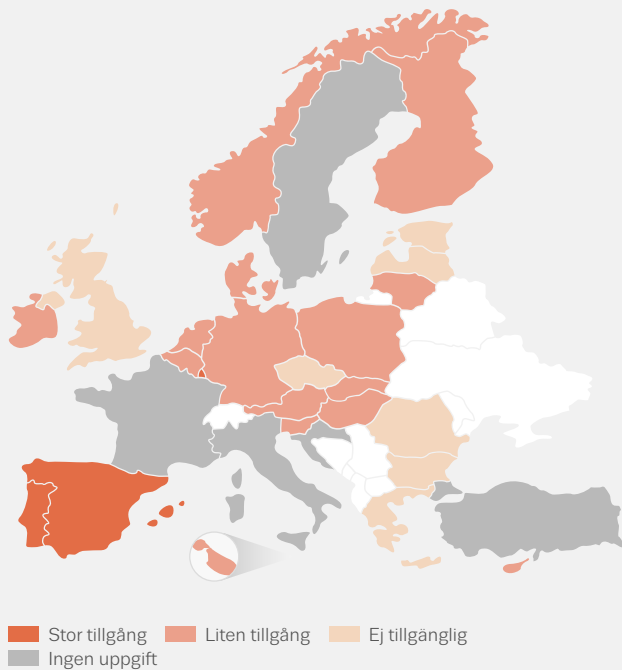 Stor tillgång
Liten tillgång
Ej tillgänglig
Ingen uppgift